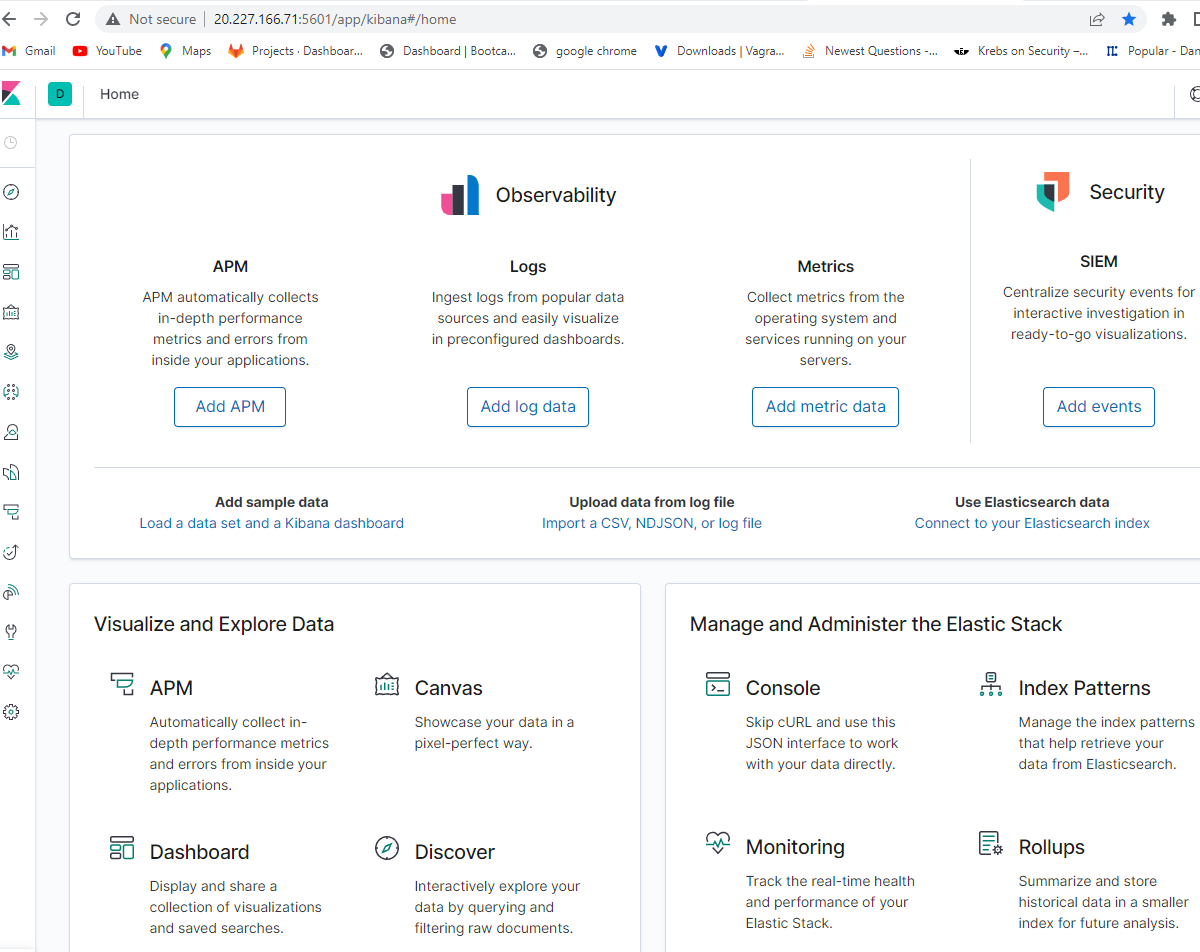 Not secure | 20.227.166.71:5601/app/kibana#/home
Gmail YouTube Maps Projects · Dashboar... Dashboard | Bootca... google chrome Downloads | Vagra... Newest Questions -... Krebs on Security –... Popular - Dan
D Home
Observability
Security
APM
APM automatically collects
in-depth performance
metrics and errors from
inside your applications.
Add APM
Logs
Ingest logs from popular data
sources and easily visualize
in preconfigured dashboards.
Add log data
Metrics
Collect metrics from the
operating system and
services running on your
servers.
Add metric data
SIEM
Centralize security events for
interactive investigation in
ready-to-go visualizations.
Add events
Add sample data
Load a data set and a Kibana dashboard
Upload data from log file
Import a CSV, NDJSON, or log file
Use Elasticsearch data
Connect to your Elasticsearch index
Visualize and Explore Data
APM
Automatically collect in-
depth performance metrics
and errors from inside your
applications.
Canvas
Showcase your data in a
pixel-perfect way.
Dashboard
Display and share a
collection of visualizations
and saved searches.
Discover
Interactively explore your
data by querying and
filtering raw documents.
Manage and Administer the Elastic Stack
Console
Skip cURL and use this
JSON interface to work
with your data directly.
Index Patterns
Manage the index patterns
that help retrieve your
data from Elasticsearch.
Monitoring
Track the real-time health
and performance of your
Elastic Stack.
Rollups
Summarize and store
historical data in a smaller
index for future analysis.